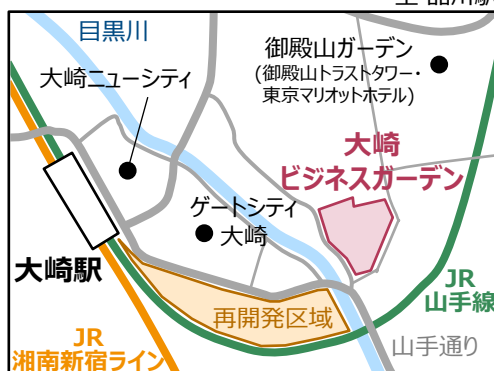 目黒川
大崎ニューシティ
御殿山ガーデン
(御殿山トラストタワー・
東京マリオットホテル)
大崎
ビジネスガーデン
ゲートシティ
大崎
大崎駅
再開発区域
JR
山手線
山手通り
JR
湘南新宿ライン